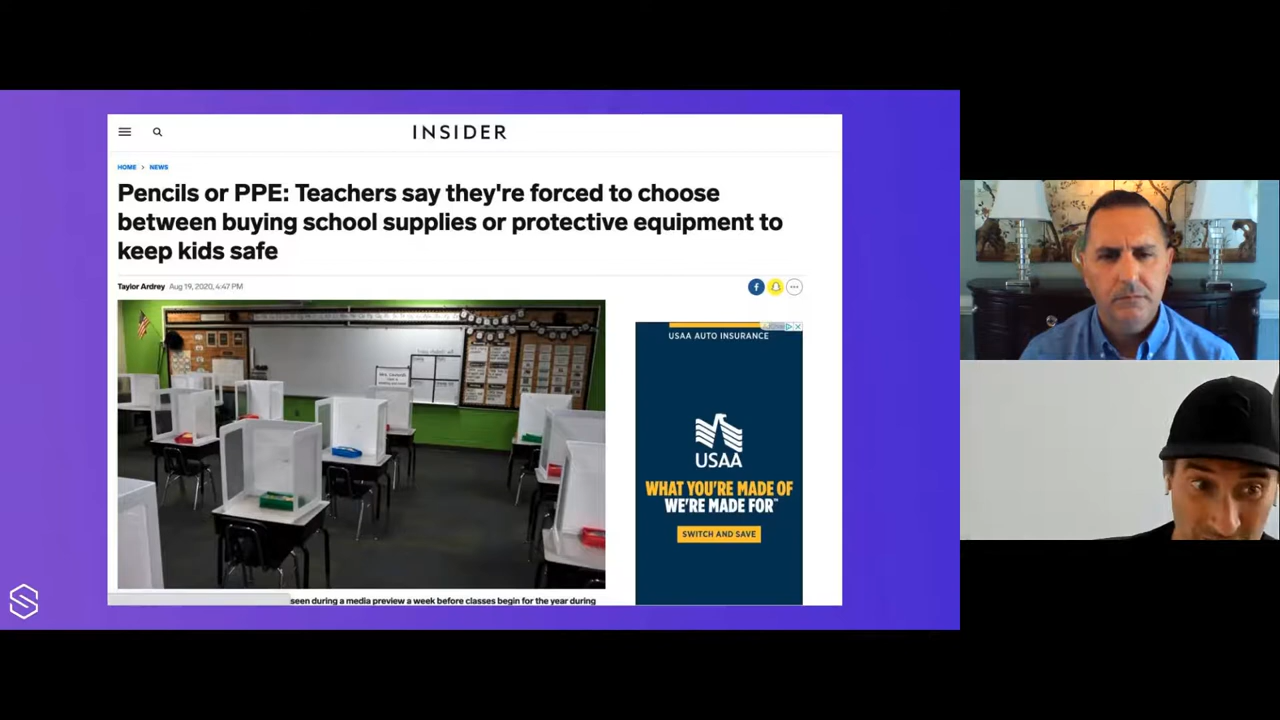 INSIDER
HOME > NEWS
Pencils or PPE: Teachers say they're forced to choose
between buying school supplies or protective equipment to
keep kids safe
Taylor Ardrey Aug 19, 2020, 4:47 PM
USAA AUTO INSURANCE
USAA
WHAT YOU'RE MADE OF
WE'RE MADE FOR™
SWITCH AND SAVE
seen during a media preview a week before classes begin for the year during